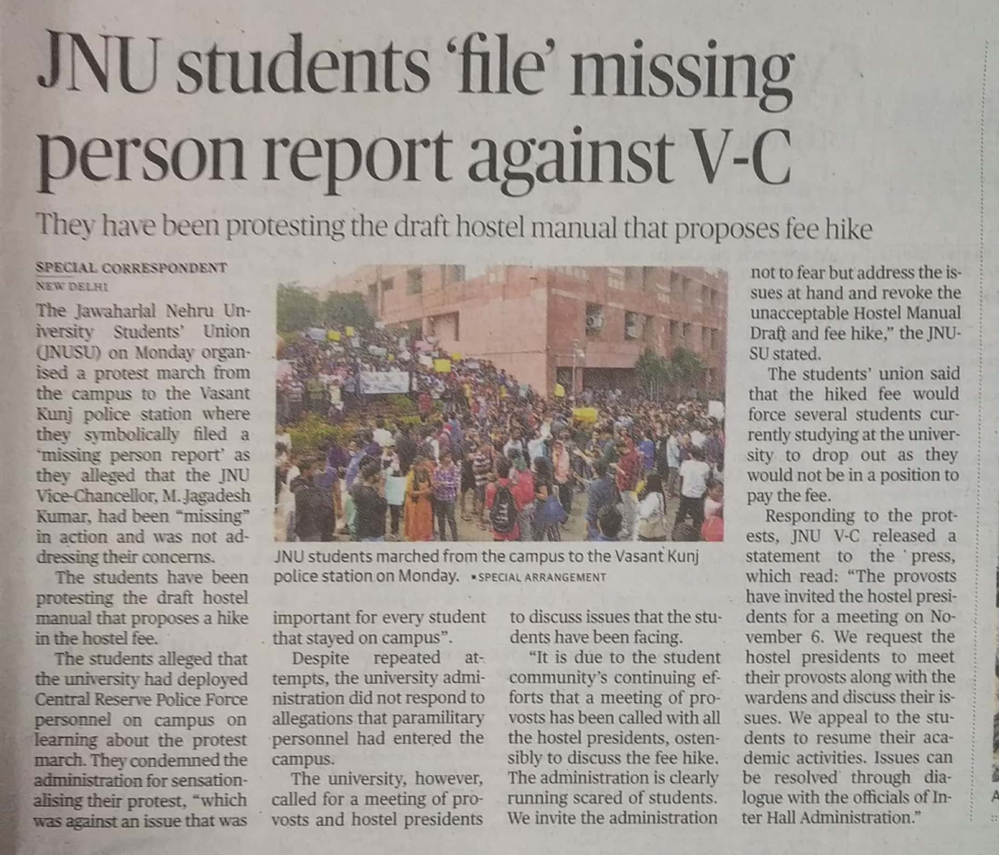 JNU students ‘file’ missing
person report against V-C
They have been protesting the draft hostel manual that proposes fee hike
SPECIAL CORRESPONDENT
NEW DELHI
The Jawaharlal Nehru Un-
iversity Students’ Union
(JNUSU) on Monday organ-
ised a protest march from
the campus to the Vasant
Kunj police station where
they symbolically filed a
‘missing person report’ as
they alleged that the JNU
Vice-Chancellor, M. Jagadesh
Kumar, had been “missing”
in action and was not ad-
dressing their concerns.
The students have been
protesting the draft hostel
manual that proposes a hike
in the hostel fee.
The students alleged that
the university had deployed
Central Reserve Police Force
personnel on campus on
learning about the protest
march. They condemned the
administration for sensation-
alising their protest, “which
was against an issue that was
JNU students marched from the campus to the Vasant Kunj
police station on Monday. ▪SPECIAL ARRANGEMENT
important for every student
that stayed on campus”.
Despite repeated at-
tempts, the university admi-
nistration did not respond to
allegations that paramilitary
personnel had entered the
campus.
The university, however,
called for a meeting of pro-
vosts and hostel presidents
to discuss issues that the stu-
dents have been facing.
“It is due to the student
community’s continuing ef-
forts that a meeting of pro-
vosts has been called with all
the hostel presidents, osten-
sibly to discuss the fee hike.
The administration is clearly
running scared of students.
We invite the administration
not to fear but address the is-
sues at hand and revoke the
unacceptable Hostel Manual
Draft and fee hike,” the JNU-
SU stated.
The students’ union said
that the hiked fee would
force several students cur-
rently studying at the univer-
sity to drop out as they
would not be in a position to
pay the fee.
Responding to the prot-
ests, JNU V-C released a
statement to the press,
which read: “The provosts
have invited the hostel presi-
dents for a meeting on No-
vember 6. We request the
hostel presidents to meet
their provosts along with the
wardens and discuss their is-
sues. We appeal to the stu-
dents to resume their aca-
demic activities. Issues can
be resolved through dia-
logue with the officials of In-
ter Hall Administration.”